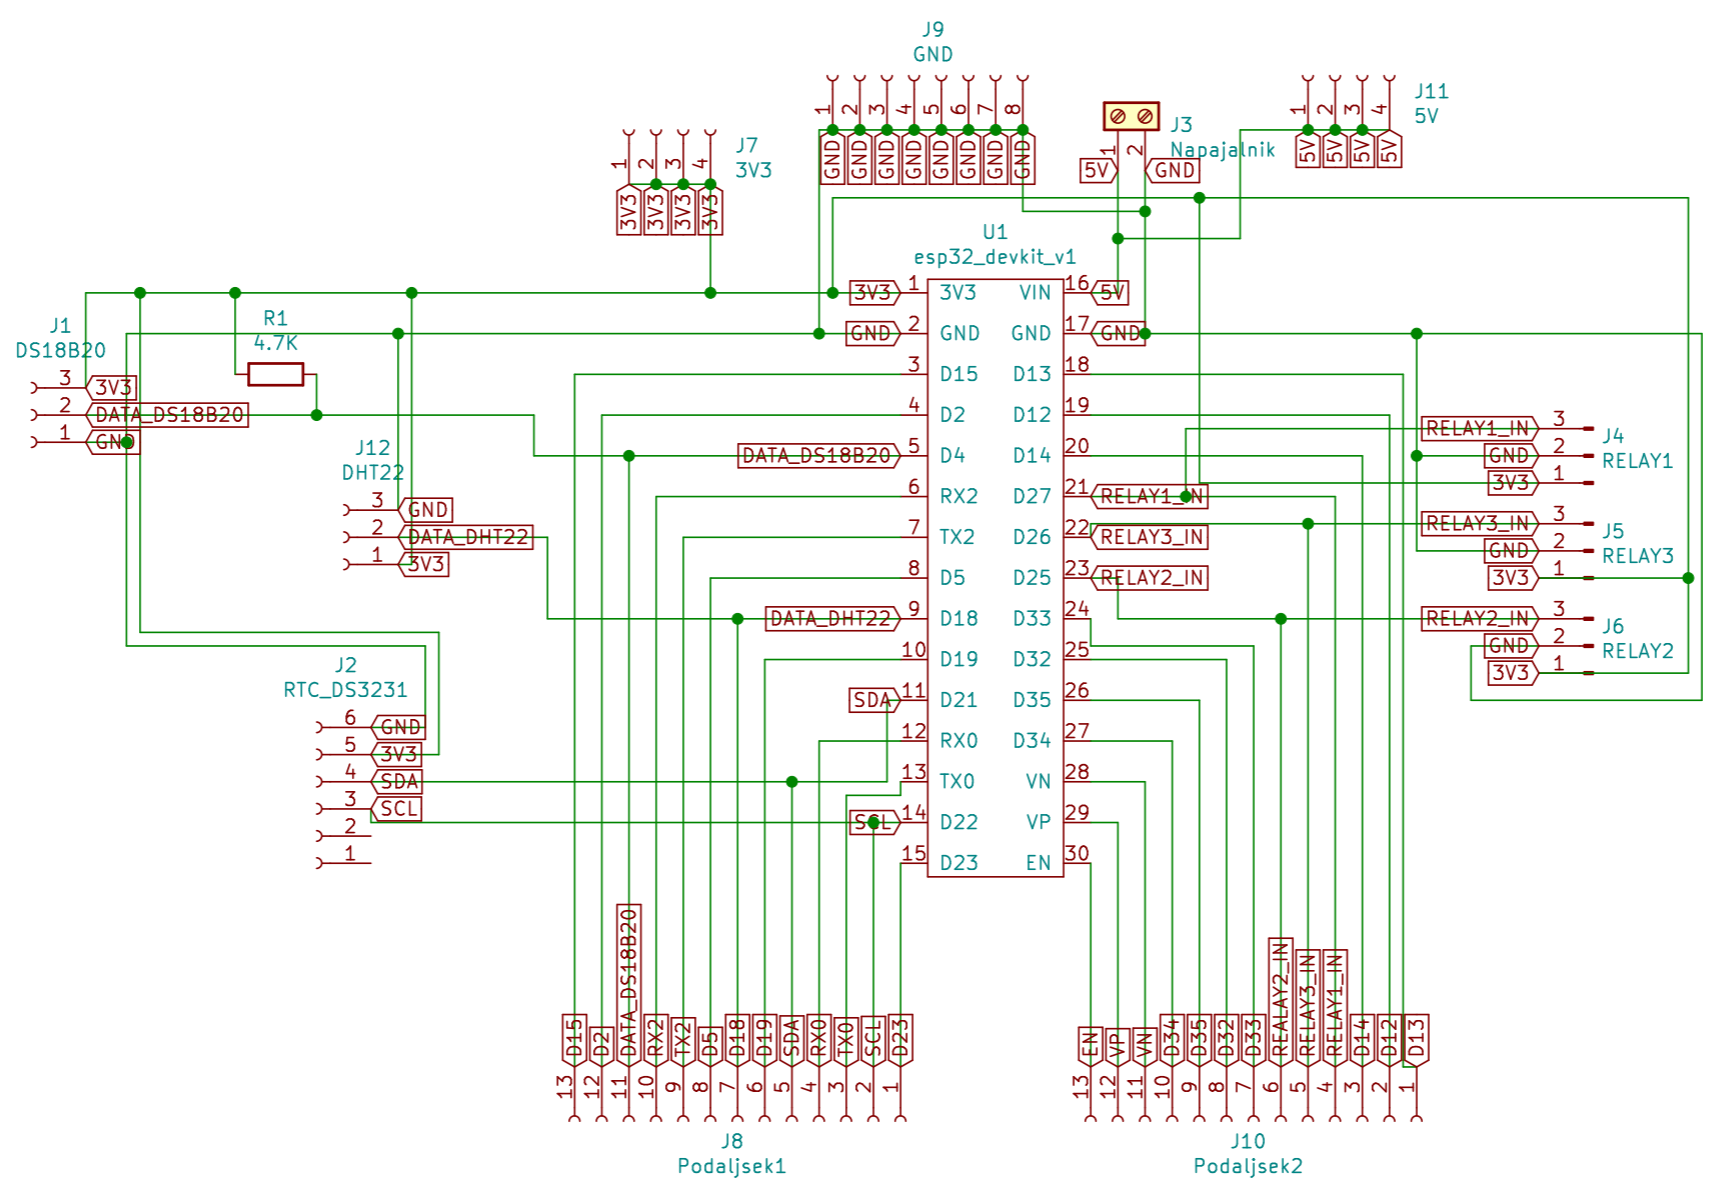 J9
GND
1
2
3
4
5
6
7
8
GND
GND
GND
GND
GND
GND
GND
GND
J7
3V3
1
2
3
4
3V3
3V3
3V3
3V3
J3
Napajalnik
1
2
5V
GND
J11
5V
1
2
3
4
5V
5V
5V
5V
U1
esp32_devkit_v1
3V3 1 3V3
GND 2 GND
3 D15
4 D2
DATA_DS18B20 5 D4
6 RX2
7 TX2
8 D5
DATA_DHT22 9 D18
10 D19
SDA 11 D21
12 RX0
13 TX0
SCL 14 D22
15 D23
VIN 16 5V
GND 17 GND
D13 18
D12 19
D14 20
D27 21 RELAY1_IN
D26 22 RELAY3_IN
D25 23 RELAY2_IN
D33 24
D32 25
D35 26
D34 27
VN 28
VP 29
EN 30
J1
DS18B20
3 3V3
2 DATA_DS18B20
1 GND
R1
4.7K
J12
DHT22
3 GND
2 DATA_DHT22
1 3V3
J2
RTC_DS3231
6 GND
5 3V3
4 SDA
3 SCL
2
1
RELAY1_IN 3
GND 2
3V3 1
J4
RELAY1
RELAY3_IN 3
GND 2
3V3 1
J5
RELAY3
RELAY2_IN 3
GND 2
3V3 1
J6
RELAY2
D15
D2
DATA_DS18B20
RX2
TX2
D5
D18
D19
SDA
RX0
TX0
SCL
D23
13
12
11
10
9
8
7
6
5
4
3
2
1
J8
Podaljsek1
EN
VP
VN
D34
D35
D32
D33
REALAY2_IN
RELAY3_IN
RELAY1_IN
D14
D12
D13
13
12
11
10
9
8
7
6
5
4
3
2
1
J10
Podaljsek2